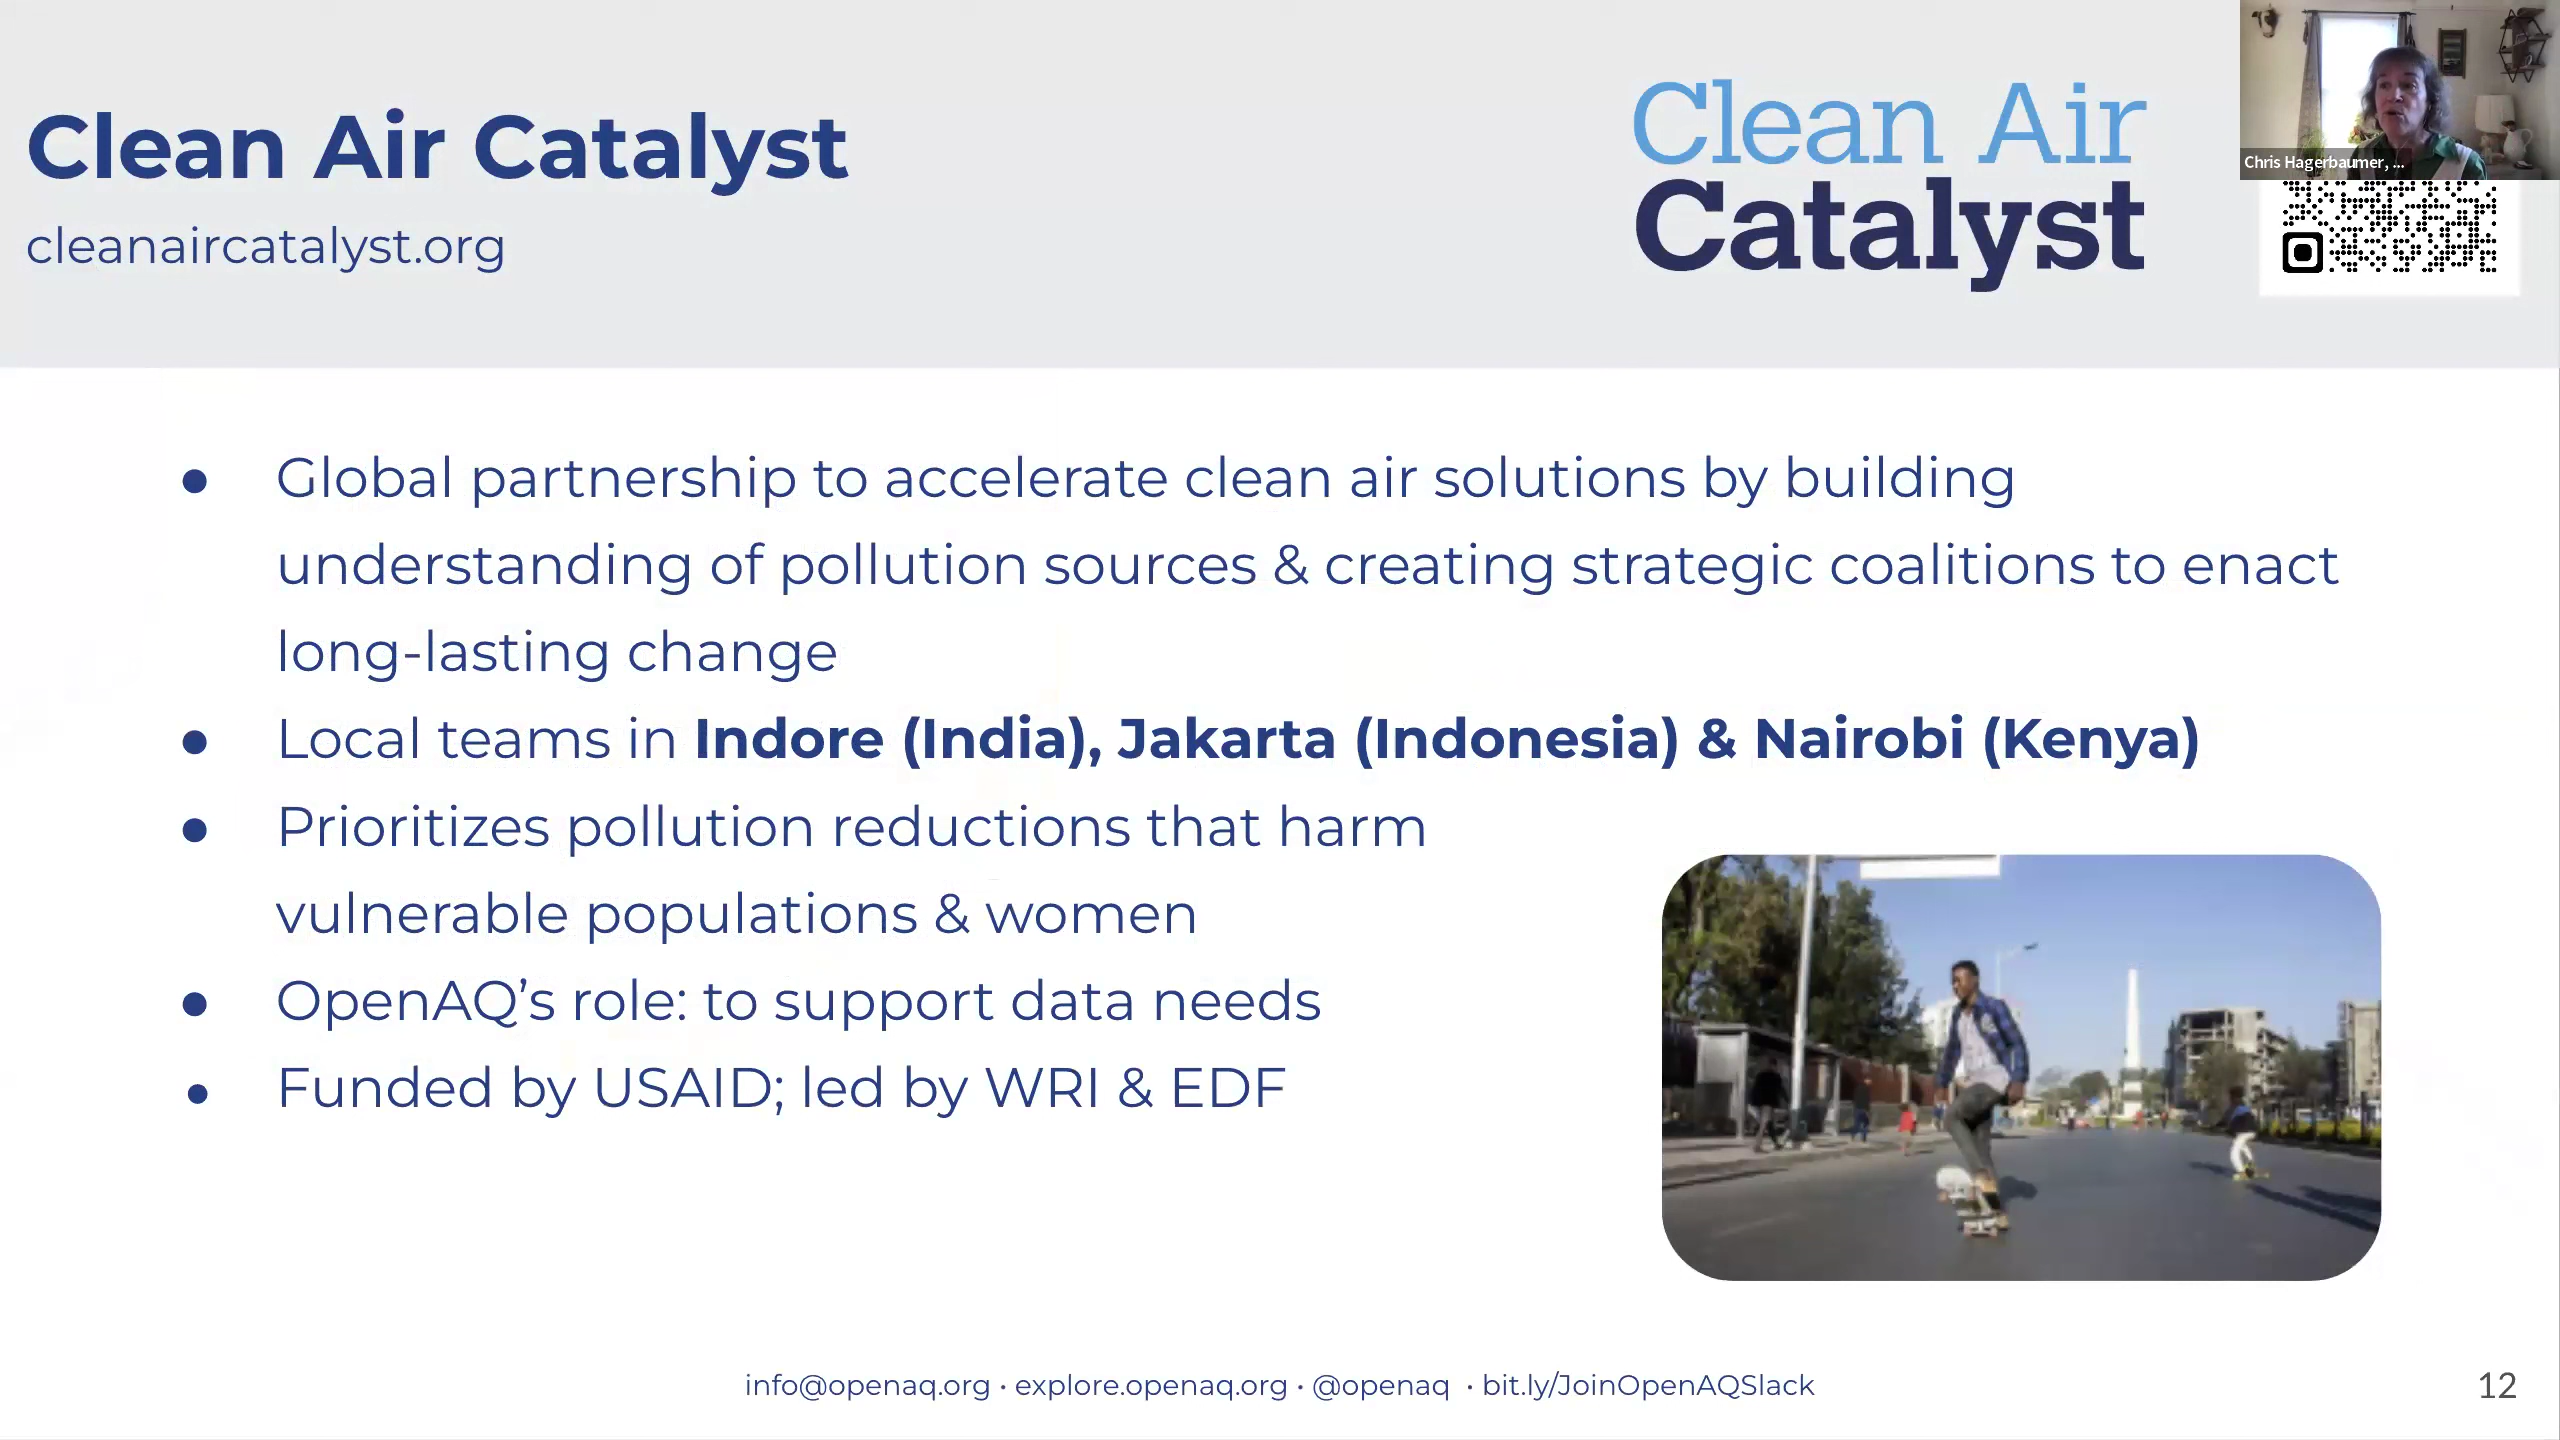 Clean Air Catalyst
cleanaircatalyst.org
Clean Air
Catalyst
Chris Hagerbaumer, ...
● Global partnership to accelerate clean air solutions by building
understanding of pollution sources & creating strategic coalitions to enact
long-lasting change
● Local teams in Indore (India), Jakarta (Indonesia) & Nairobi (Kenya)
● Prioritizes pollution reductions that harm
vulnerable populations & women
● OpenAQ’s role: to support data needs
● Funded by USAID; led by WRI & EDF
info@openaq.org • explore.openaq.org • @openaq • bit.ly/JoinOpenAQSlack
12